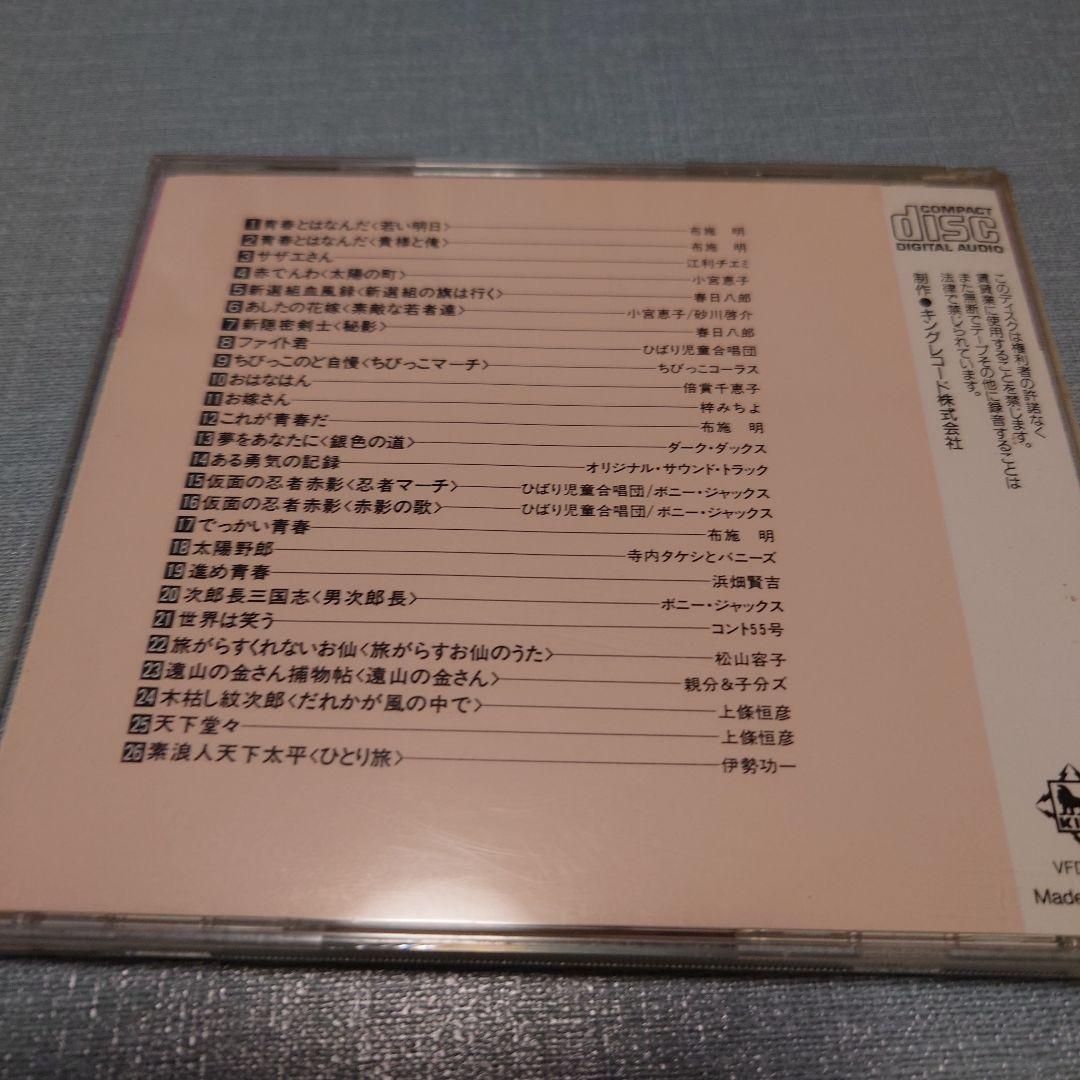 1 青春とはなんだ〈若い明日〉 布施 明
2 青春とはなんだ〈貴様と俺〉 布施 明
3 サザエさん 江利チエミ
4 赤でんわ〈太陽の町〉 小宮恵子
5 新選組血風録〈新選組の旗は行く〉 春日八郎
6 あしたの花嫁〈素敵な若者達〉 小宮恵子/砂川啓介
7 新隠密剣士〈秘影〉 春日八郎
8 ファイト君 ひばり児童合唱団
9 ちびっこのど自慢〈ちびっこマーチ〉 ちびっこコーラス
10 おはなはん 倍賞千恵子
11 お嫁さん 梓みちよ
12 これが青春だ 布施 明
13 夢をあなたに〈銀色の道〉 ダーク・ダックス
14 ある勇気の記録 オリジナル・サウンド・トラック
15 仮面の忍者赤影〈忍者マーチ〉 ひばり児童合唱団/ボニー・ジャックス
16 仮面の忍者赤影〈赤影の歌〉 ひばり児童合唱団/ボニー・ジャックス
17 でっかい青春 布施 明
18 太陽野郎 寺内タケシとバニーズ
19 進め青春 浜畑賢吉
20 次郎長三国志〈男次郎長〉 ボニー・ジャックス
21 世界は笑う コント55号
22 旅がらすくれないお仙〈旅がらすお仙のうた〉 松山容子
23 遠山の金さん捕物帖〈遠山の金さん〉 親分&子分ズ
24 木枯し紋次郎〈だれかが風の中で〉 上條恒彦
25 天下堂々 上條恒彦
26 素浪人天下太平〈ひとり旅〉 伊勢功一
COMPACT
disc
DIGITAL AUDIO
このディスクは権利者の許諾なく
賃貸業に使用することを禁じます。
また無断でテープその他に録音することは
法律で禁じられています。
制作●キングレコード株式会社
KI
VFD
Made